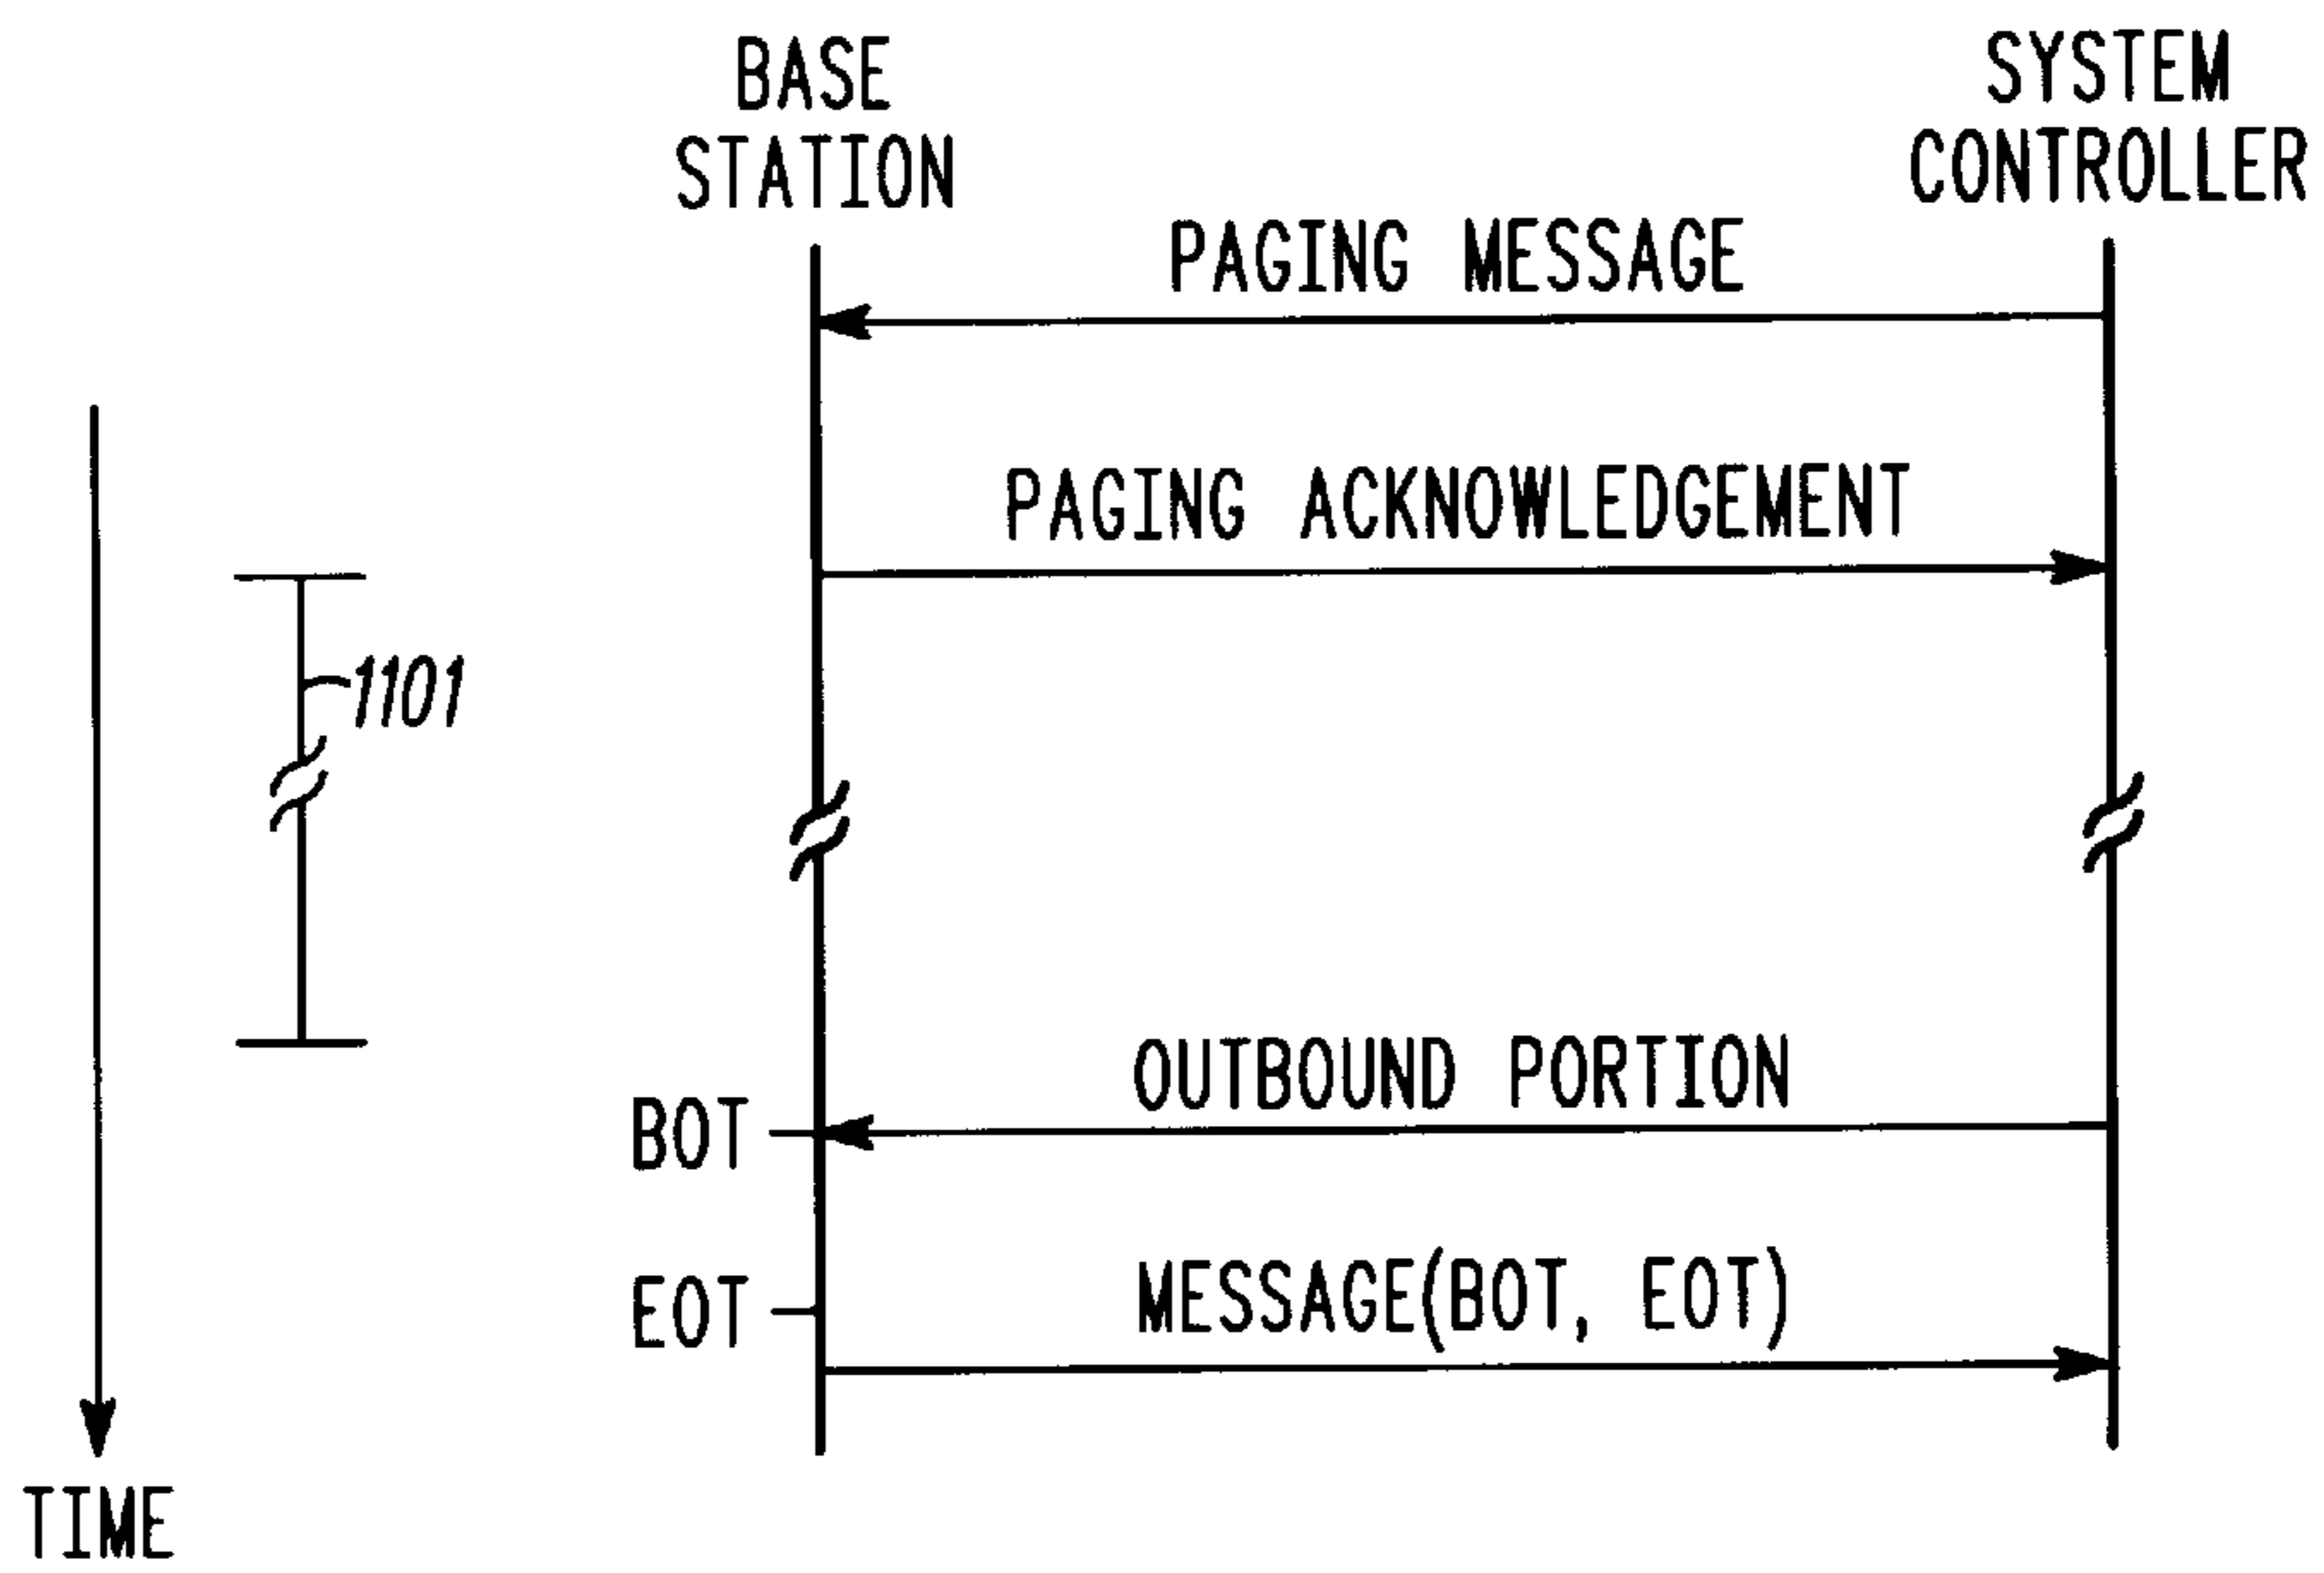 BASE
STATION
SYSTEM
CONTROLLER
PAGING MESSAGE
PAGING ACKNOWLEDGEMENT
1101
OUTBOUND PORTION
BOT
MESSAGE(BOT, EOT)
EOT
TIME